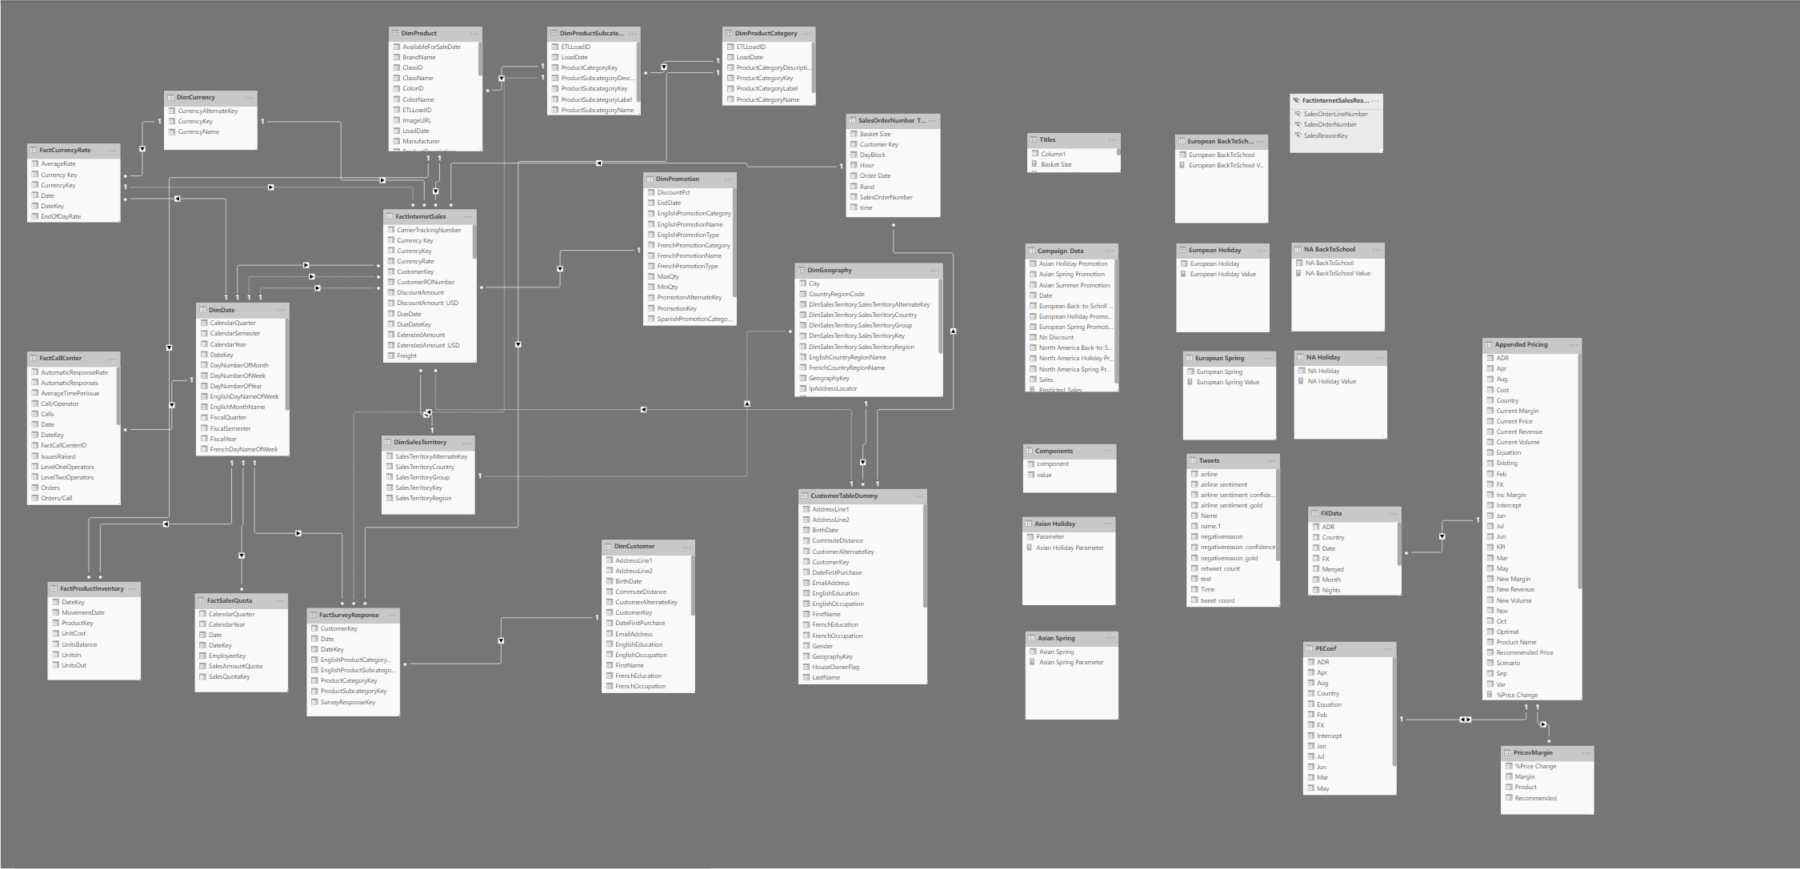 DimProduct
AvailableForSaleDate
BrandName
ClassID
ClassName
ColorID
ColorName
ETLLoadID
ImageURL
LoadDate
Manufacturer
DimProductSubcate...
ETLLoadID
LoadDate
ProductCategoryKey
ProductSubcategoryDesc...
ProductSubcategoryKey
ProductSubcategoryLabel
ProductSubcategoryName
DimProductCategory
ETLLoadID
LoadDate
ProductCategoryDescripti...
ProductCategoryKey
ProductCategoryLabel
ProductCategoryName
DimCurrency
CurrencyAlternateKey
CurrencyKey
CurrencyName
FactCurrencyRate
AverageRate
Currency Key
CurrencyKey
Date
DateKey
EndOfDayRate
FactInternetSales
CarrierTrackingNumber
Currency Key
CurrencyKey
CurrencyRate
CustomerKey
CustomerPONumber
DiscountAmount
DiscountAmount_USD
DueDate
DueDateKey
ExtendedAmount
ExtendedAmount_USD
Freight
DimPromotion
DiscountPct
EndDate
EnglishPromotionCategory
EnglishPromotionName
EnglishPromotionType
FrenchPromotionCategory
FrenchPromotionName
FrenchPromotionType
MaxQty
MinQty
PromotionAlternateKey
PromotionKey
SpanishPromotionCatego...
SalesOrderNumber_T...
Basket Size
Customer Key
DayBlock
Hour
Order Date
Rand
SalesOrderNumber
time
DimGeography
City
CountryRegionCode
DimSalesTerritory.SalesTerritoryAlternateKey
DimSalesTerritory.SalesTerritoryCountry
DimSalesTerritory.SalesTerritoryGroup
DimSalesTerritory.SalesTerritoryKey
DimSalesTerritory.SalesTerritoryRegion
EnglishCountryRegionName
FrenchCountryRegionName
GeographyKey
IpAddressLocator
DimDate
CalendarQuarter
CalendarSemester
CalendarYear
DateKey
DayNumberOfMonth
DayNumberOfWeek
DayNumberOfYear
EnglishDayNameOfWeek
EnglishMonthName
FiscalQuarter
FiscalSemester
FiscalYear
FrenchDayNameOfWeek
FactCallCenter
AutomaticResponseRate
AutomaticResponses
AverageTimePerIssue
Call/Operator
Calls
Date
DateKey
FactCallCenterID
IssuesRaised
LevelOneOperators
LevelTwoOperators
Orders
Orders/Call
DimSalesTerritory
SalesTerritoryAlternateKey
SalesTerritoryCountry
SalesTerritoryGroup
SalesTerritoryKey
SalesTerritoryRegion
CustomerTableDummy
AddressLine1
AddressLine2
BirthDate
CommuteDistance
CustomerAlternateKey
CustomerKey
DateFirstPurchase
EmailAddress
EnglishEducation
EnglishOccupation
FirstName
FrenchEducation
FrenchOccupation
Gender
GeographyKey
HouseOwnerFlag
LastName
FactProductInventory
DateKey
MovementDate
ProductKey
UnitCost
UnitsBalance
UnitsIn
UnitsOut
FactSalesQuota
CalendarQuarter
CalendarYear
Date
DateKey
EmployeeKey
SalesAmountQuota
SalesQuotaKey
FactSurveyResponse
CustomerKey
Date
DateKey
EnglishProductCategory...
EnglishProductSubcatego...
ProductCategoryKey
ProductSubcategoryKey
SurveyResponseKey
DimCustomer
AddressLine1
AddressLine2
BirthDate
CommuteDistance
CustomerAlternateKey
CustomerKey
DateFirstPurchase
EmailAddress
EnglishEducation
EnglishOccupation
FirstName
FrenchEducation
FrenchOccupation
Titles
Column1
Basket Size
European BackToSch...
European BackToSchool
European BackToSchool V...
FactInternetSalesRea...
SalesOrderLineNumber
SalesOrderNumber
SalesReasonKey
Campaign_Data
Asian Holiday Promotion
Asian Spring Promotion
Asian Summer Promotion
Date
European Back-to-Scholl ...
European Holiday Promo...
European Spring Promoti...
No Discount
North America Back-to-S...
North America Holiday Pr...
North America Spring Pr...
Sales
Predicted_Sales
European Holiday
European Holiday
European Holiday Value
NA BackToSchool
NA BackToSchool
NA BackToSchool Value
European Spring
European Spring
European Spring Value
NA Holiday
NA Holiday
NA Holiday Value
Components
component
value
Tweets
airline
airline_sentiment
airline_sentiment_confide...
airline_sentiment_gold
Name
name.1
negativereason
negativereason_confidence
negativereason_gold
retweet_count
text
Time
tweet_coord
Asian Holiday
Parameter
Asian Holiday Parameter
Asian Spring
Asian Spring
Asian Spring Parameter
FXData
ADR
Country
Date
FX
Merged
Month
Nights
Appended Pricing
ADR
Apr
Aug
Cost
Country
Current Margin
Current Price
Current Revenue
Current Volume
Equation
Existing
Feb
FX
Inc Margin
Intercept
Jan
Jul
Jun
KPI
Mar
May
New Margin
New Revenue
New Volume
Nov
Oct
Optimal
Product Name
Recommended Price
Scenario
Sep
Var
%Price Change
PECoef
ADR
Apr
Aug
Country
Equation
Feb
FX
Intercept
Jan
Jul
Jun
Mar
May
PricevMargin
%Price Change
Margin
Product
Recommended